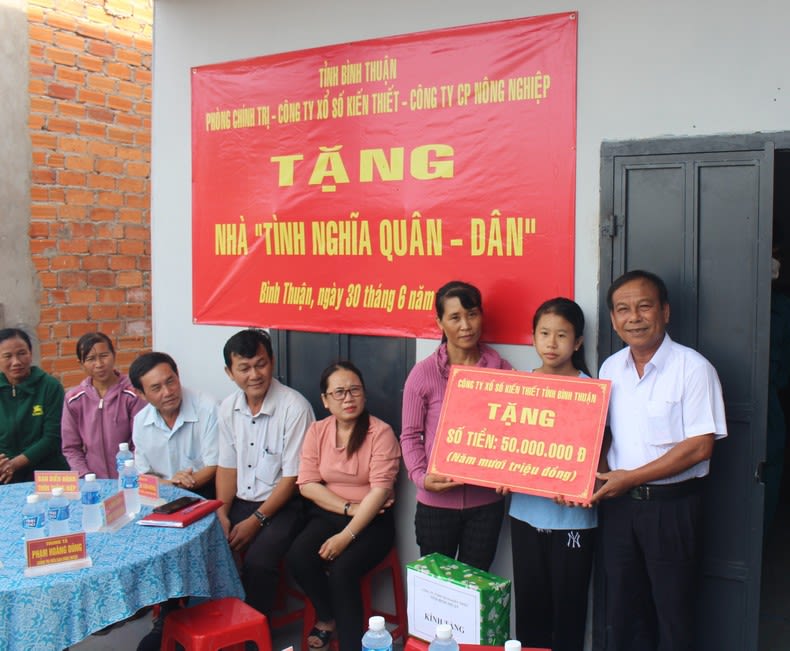 TỈNH BÌNH THUẬN
PHÒNG CHÍNH TRỊ - CÔNG TY XỔ SỐ KIẾN THIẾT - CÔNG TY CP NÔNG NGHIỆP
TẶNG
NHÀ "TÌNH NGHĨA QUÂN - DÂN"
Bình Thuận, ngày 30 tháng 6 năm
CÔNG TY XỔ SỐ KIẾN THIẾT TỈNH BÌNH THUẬN
TẶNG
SỐ TIỀN: 50.000.000 Đ
(Năm mươi triệu đồng)
PHẠM HOÀNG DŨNG
KÍNH TẶNG
NY